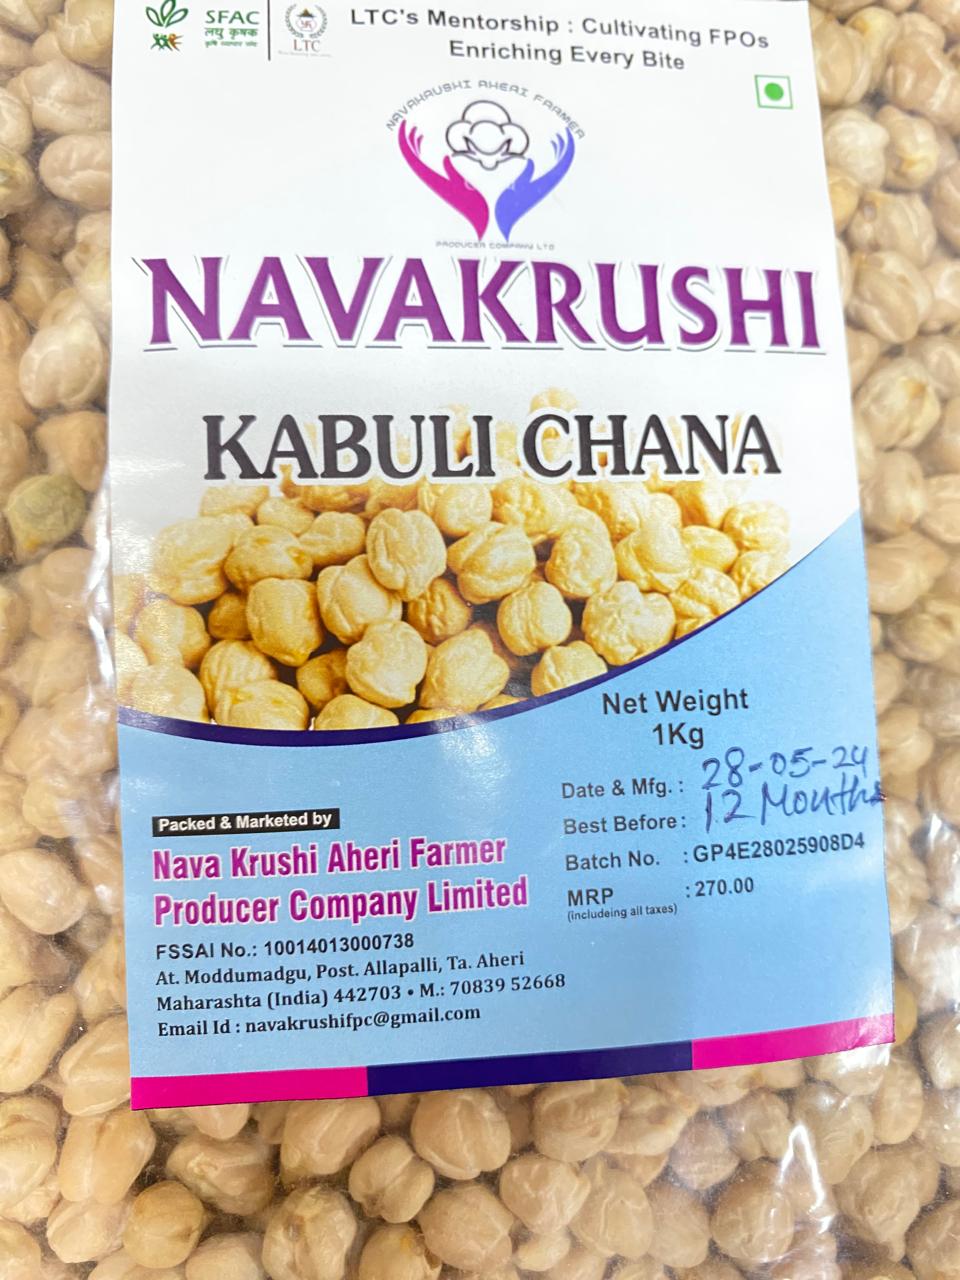 SFAC
लघु कृषक
कृषि व्यापार संघ
LTC
LTC's Mentorship : Cultivating FPOs
Enriching Every Bite
NAVAKRUSHI AHERI FARMER
PRODUCER COMPANY LTD
NAVAKRUSHI
KABULI CHANA
Net Weight
1Kg
Date & Mfg. : 28-05-24
Best Before : 12 Months
Batch No. : GP4E28025908D4
MRP : 270.00
(includeing all taxes)
Packed & Marketed by
Nava Krushi Aheri Farmer
Producer Company Limited
FSSAI No.: 10014013000738
At. Moddumadgu, Post. Allapalli, Ta. Aheri
Maharashta (India) 442703 • M.: 70839 52668
Email Id : navakrushifpc@gmail.com